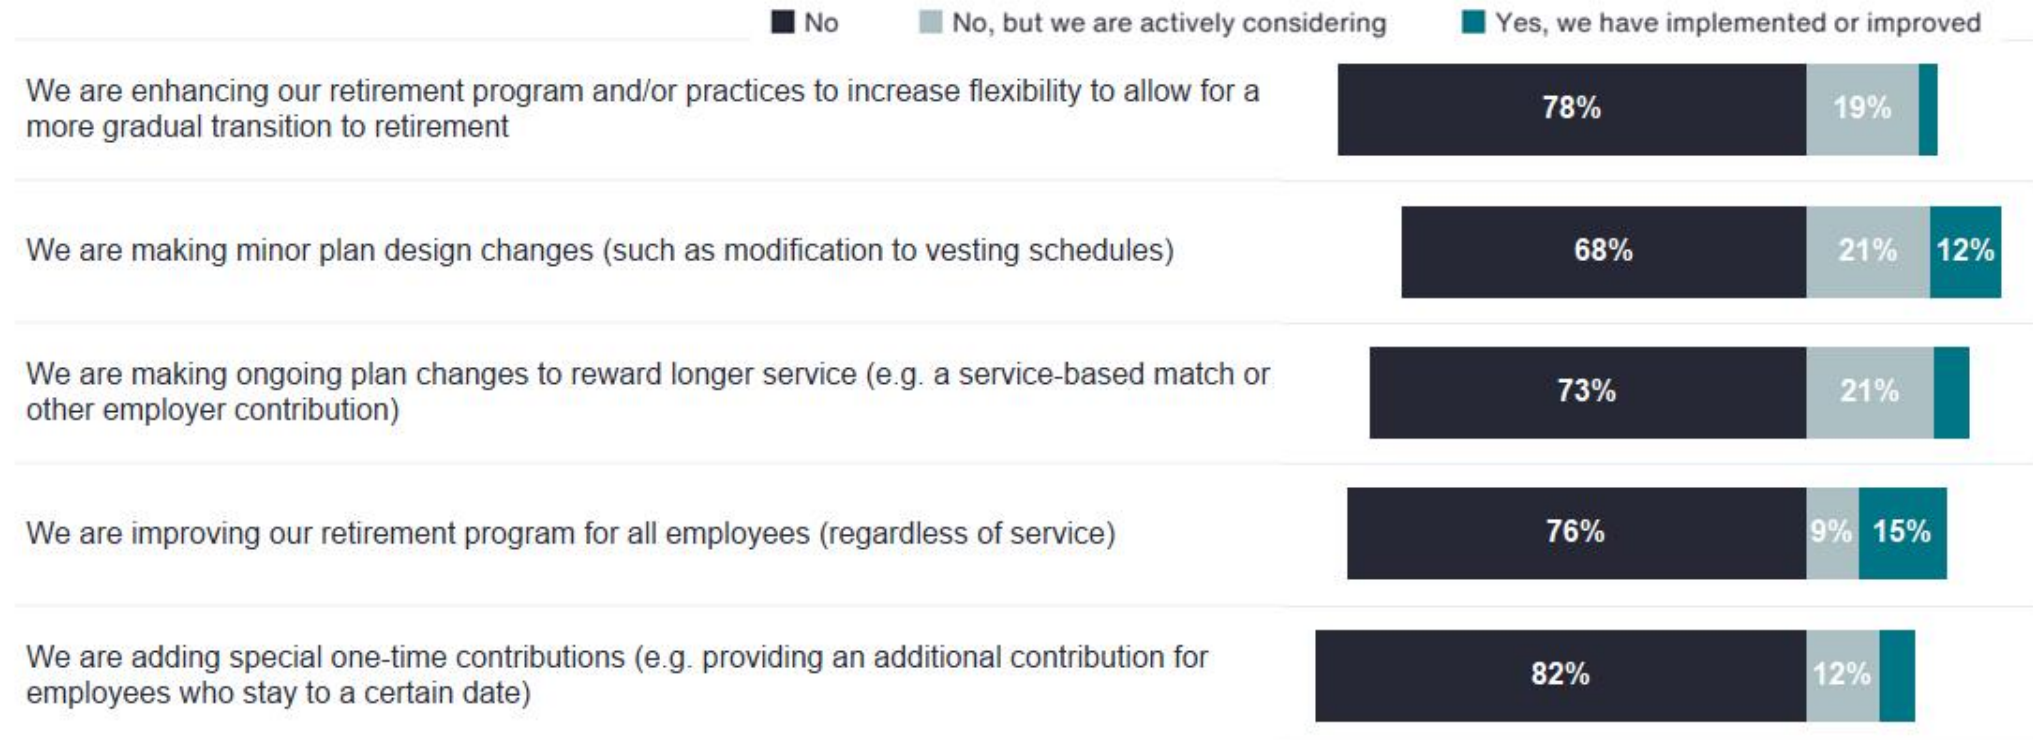 No No, but we are actively considering Yes, we have implemented or improved
We are enhancing our retirement program and/or practices to increase flexibility to allow for a
more gradual transition to retirement
78% 19%
We are making minor plan design changes (such as modification to vesting schedules)
68% 21% 12%
We are making ongoing plan changes to reward longer service (e.g. a service-based match or
other employer contribution)
73% 21%
We are improving our retirement program for all employees (regardless of service)
76% 9% 15%
We are adding special one-time contributions (e.g. providing an additional contribution for
employees who stay to a certain date)
82% 12%